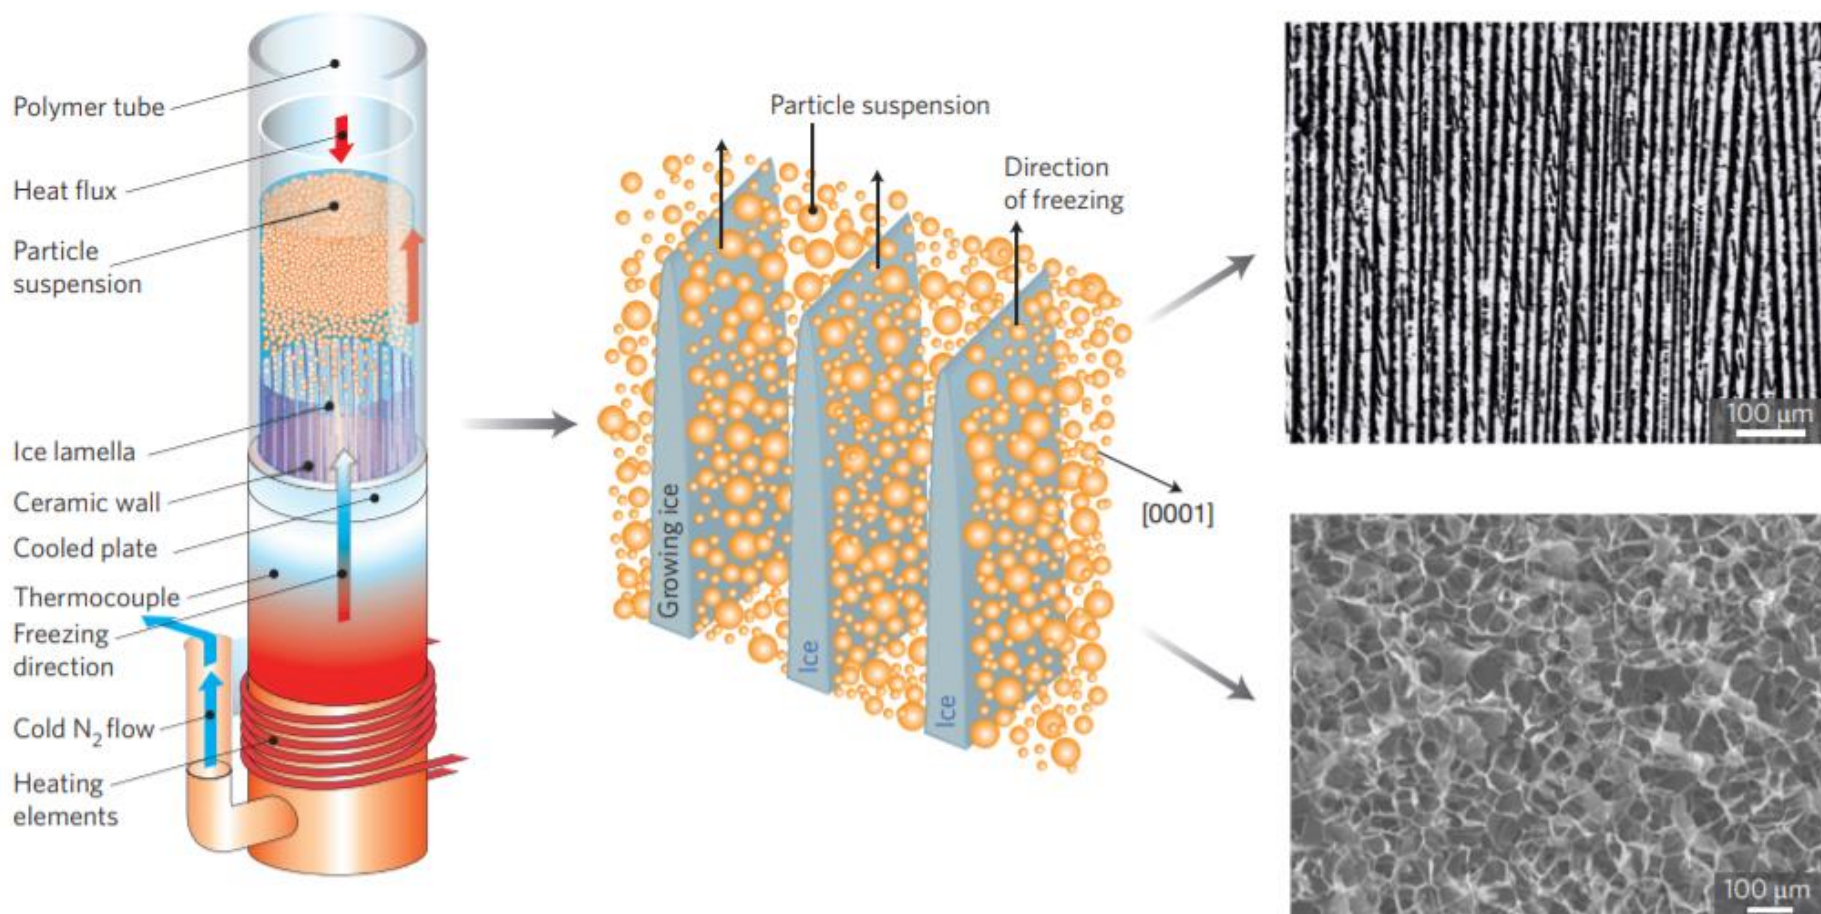 Polymer tube
Heat flux
Particle
suspension
Ice lamella
Ceramic wall
Cooled plate
Thermocouple
Freezing
direction
Cold N₂ flow
Heating
elements
Particle suspension
Direction
of freezing
[0001]
Growing ice
Ice
Ice
100 µm
100 µm